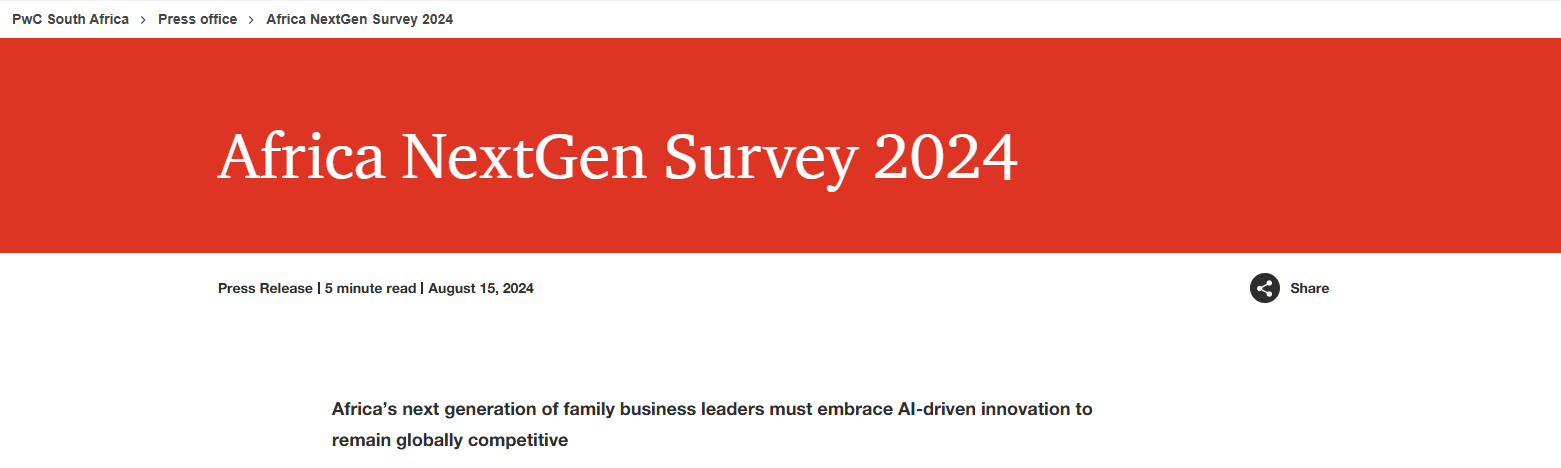 PwC South Africa > Press office > Africa NextGen Survey 2024
Africa NextGen Survey 2024
Press Release | 5 minute read | August 15, 2024
Share
Africa’s next generation of family business leaders must embrace AI-driven innovation to
remain globally competitive